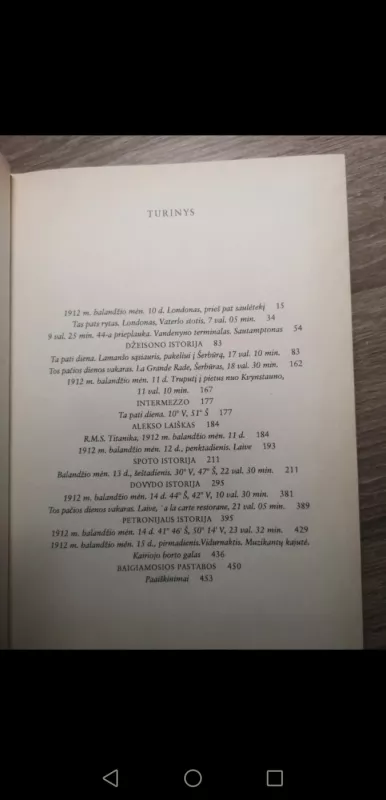 TURINYS
1912 m. balandžio mėn. 10 d. Londonas, prieš pat saulėtekį 15
Tas pats rytas. Londonas, Vaterlo stotis, 7 val. 05 min. 34
9 val. 25 min. 44-a prieplauka. Vandenyno terminalas. Sautamptonas 54
DŽEISONO ISTORIJA 83
Ta pati diena. Lamanšo sąsiauris, pakeliui į Šerbūrą, 17 val. 10 min. 83
Tos pačios dienos vakaras. La Grande Rade, Šerbūras, 18 val. 30 min. 162
1912 m. balandžio mėn. 11 d. Truputį į pietus nuo Kvynstauno,
11 val. 10 min. 167
INTERMEZZO 177
Ta pati diena. 10° V, 51° Š 177
ALEKSO LAIŠKAS 184
R.M.S. Titanika, 1912 m. balandžio mėn. 11 d. 184
1912 m. balandžio mėn. 12 d., penktadienis. Laive 193
SPOTO ISTORIJA 211
Balandžio mėn. 13 d., šeštadienis. 30° V, 47° Š, 22 val. 30 min. 211
DOVYDO ISTORIJA 295
1912 m. balandžio mėn. 14 d. 44° Š, 42° V, 10 val. 30 min. 381
Tos pačios dienos vakaras. Laive, `a la carte restorane, 21 val. 05 min. 389
PETRONIJAUS ISTORIJA 395
1912 m. balandžio mėn. 14 d. 41° 46' Š, 50° 14' V, 23 val. 32 min. 429
1912 m. balandžio mėn. 15 d., pirmadienis.Vidurnaktis. Muzikantų kajutė.
Kairiojo borto galas 436
BAIGIAMOSIOS PASTABOS 450
Paaiškinimai 453